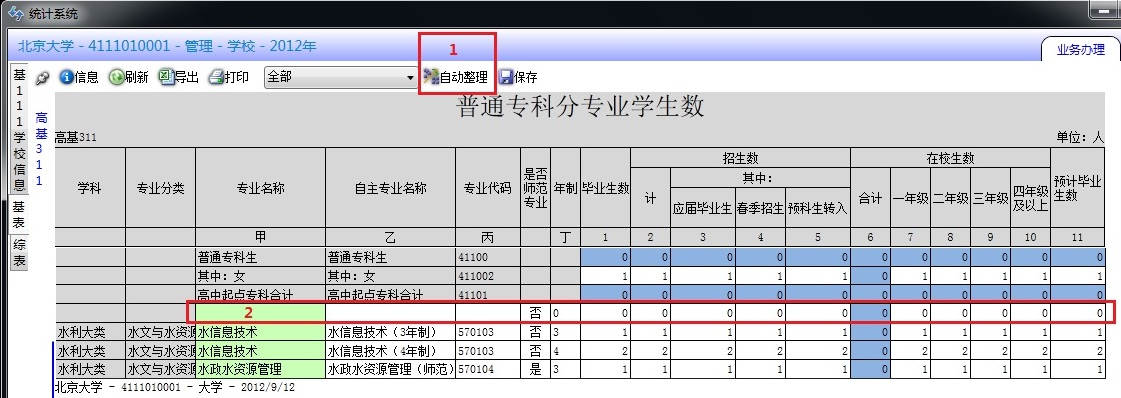 统计系统
北京大学 - 4111010001 - 管理 - 学校 - 2012年
1
业务办理
信息 刷新 导出 打印 全部 自动整理 保存
基111学校信息
基表
综表
高基311
普通专科分专业学生数
高基311 单位: 人
学科 专业分类 专业名称 自主专业名称 专业代码 是否师范专业 年制 毕业生数 招生数 在校生数 预计毕业生数
计 其中: 合计 一年级 二年级 三年级 四年级及以上
应届毕业生 春季招生 预科生转入
甲 乙 丙 丁 1 2 3 4 5 6 7 8 9 10 11
普通专科生 普通专科生 41100 0 0 0 0 0 0 0 0 0 0 0
其中: 女 其中: 女 411002 1 1 1 1 1 0 1 1 1 1 1
高中起点专科合计 高中起点专科合计 41101 0 0 0 0 0 0 0 0 0 0 0
2 否 0 0 0 0 0 0 0 0 0 0 0 0
水利大类 水文与水资源 水信息技术 水信息技术（3年制） 570103 否 3 1 1 1 1 1 0 1 1 1 1 1
水利大类 水文与水资源 水信息技术 水信息技术（4年制） 570103 否 4 2 2 2 2 2 0 2 2 2 2 2
水利大类 水文与水资源 水政水资源管理 水政水资源管理（师范） 570104 是 3 1 1 1 1 1 0 1 1 1 1 1
北京大学 - 4111010001 - 大学 - 2012/9/12